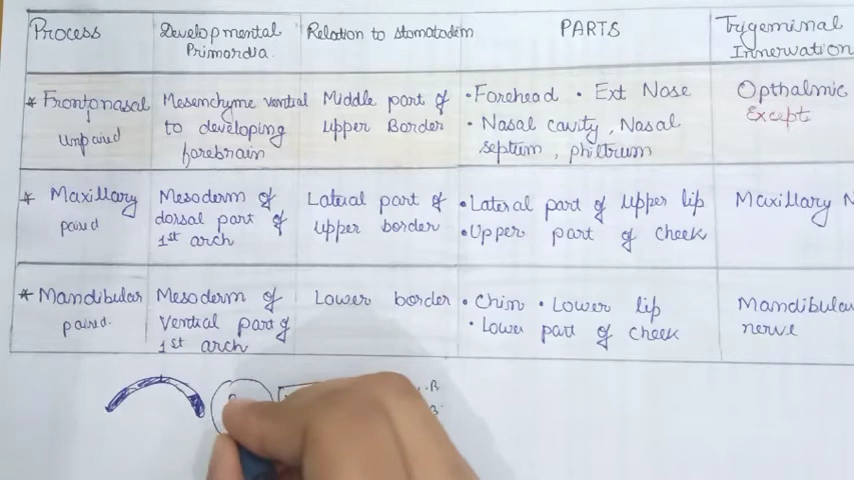 Process
Developmental
Primordia.
Relation to stomatodem
PARTS
Trygeminal
Innervation
* Frontonasal
unpaired
Mesenchyme ventral
to developing
forebrain
Middle part of
upper Border
• Forehead • Ext Nose
• Nasal cavity, Nasal
septum, philtrum
Opthalmic
Except
* Maxillary
paired
Mesoderm of
dorsal part of
1st arch
Lateral part of
upper border
• Lateral part of upper lip
• Upper part of cheek
Maxillary N
* Mandibular
paired.
Mesoderm of
Ventral part of
1st arch
Lower border
• Chin • Lower lip
• Lower part of cheek
Mandibular
nerve